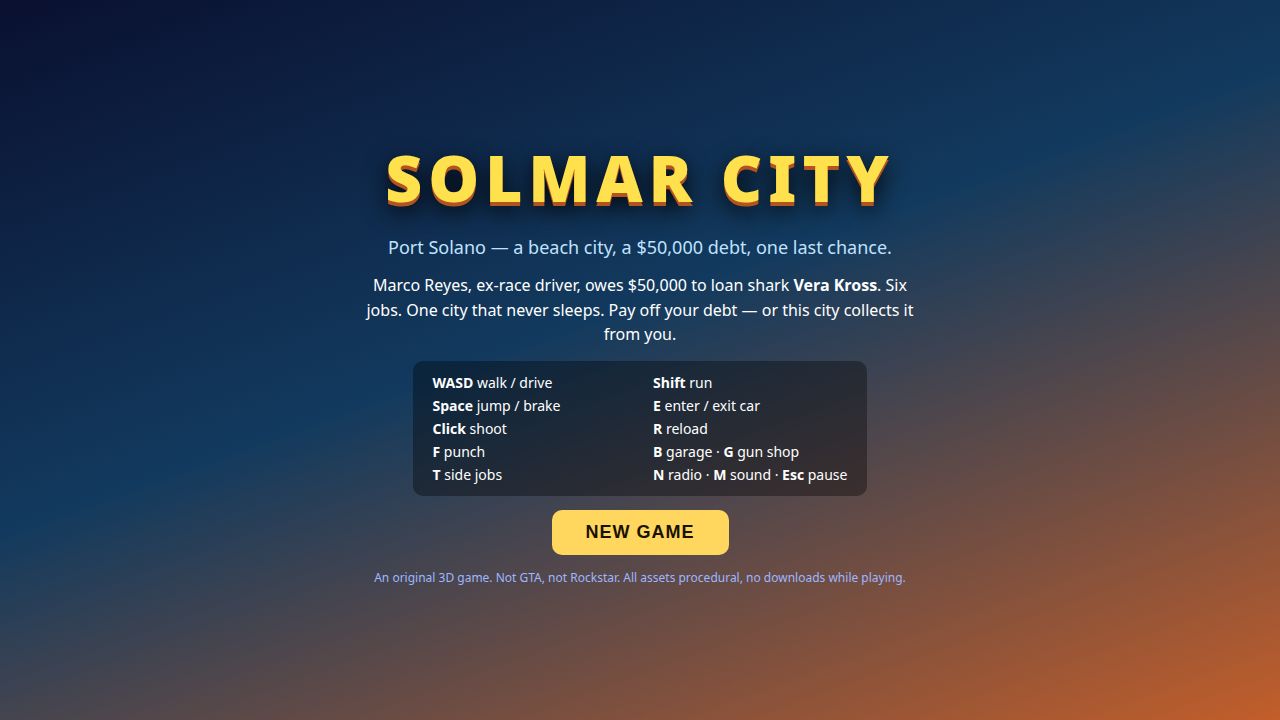 SOLMAR CITY
Port Solano — a beach city, a $50,000 debt, one last chance.
Marco Reyes, ex-race driver, owes $50,000 to loan shark Vera Kross. Six
jobs. One city that never sleeps. Pay off your debt — or this city collects it
from you.
WASD walk / drive
Shift run
Space jump / brake
E enter / exit car
Click shoot
R reload
F punch
B garage · G gun shop
T side jobs
N radio · M sound · Esc pause
NEW GAME
An original 3D game. Not GTA, not Rockstar. All assets procedural, no downloads while playing.